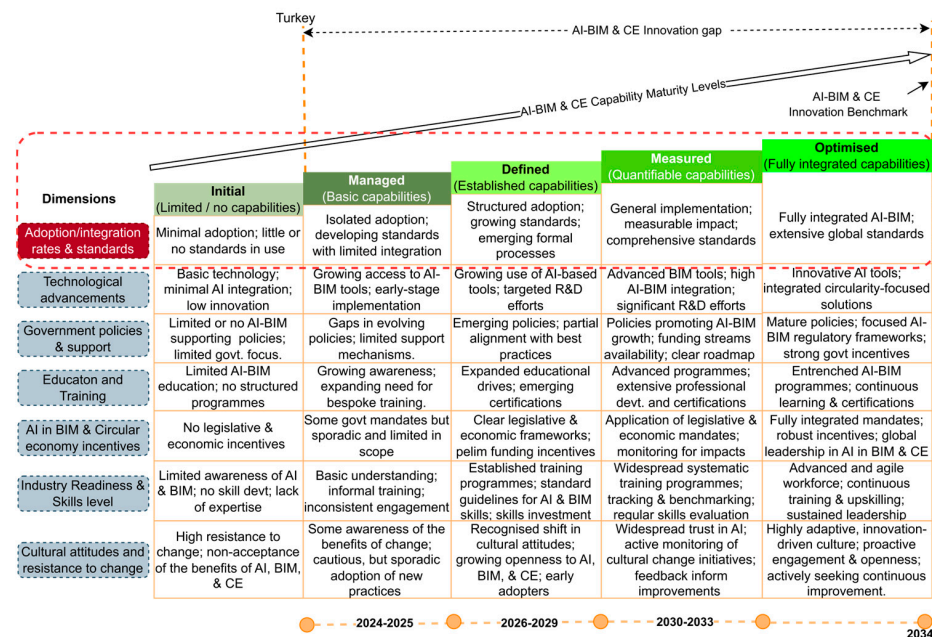 Turkey
AI-BIM & CE Innovation gap
AI-BIM & CE Capability Maturity Levels
AI-BIM & CE
Innovation Benchmark
Dimensions
Initial
(Limited / no capabilities)
Managed
(Basic capabilities)
Defined
(Established capabilities)
Measured
(Quantifiable capabilities)
Optimised
(Fully integrated capabilities)
Adoption/integration
rates & standards
Minimal adoption; little or
no standards in use
Isolated adoption;
developing standards
with limited integration
Structured adoption;
growing standards;
emerging formal
processes
General implementation;
measurable impact;
comprehensive standards
Fully integrated AI-BIM;
extensive global standards
Technological
advancements
Basic technology;
minimal AI integration;
low innovation
Growing access to AI-
BIM tools; early-stage
implementation
Growing use of AI-based
tools; targeted R&D
efforts
Advanced BIM tools; high
AI-BIM integration;
significant R&D efforts
Innovative AI tools;
integrated circularity-focused
solutions
Government policies
& support
Limited or no AI-BIM
supporting policies;
limited govt. focus.
Gaps in evolving
policies; limited support
mechanisms.
Emerging policies; partial
alignment with best
practices
Policies promoting AI-BIM
growth; funding streams
availability; clear roadmap
Mature policies; focused AI-
BIM regulatory frameworks;
strong govt incentives
Educaton and
Training
Limited AI-BIM
education; no structured
programmes
Growing awareness;
expanding need for
bespoke training.
Expanded educational
drives; emerging
certifications
Advanced programmes;
extensive professional
devt. and certifications
Entrenched AI-BIM
programmes; continuous
learning & certifications
AI in BIM & Circular
economy incentives
No legislative &
economic incentives
Some govt mandates but
sporadic and limited in
scope
Clear legislative &
economic frameworks;
pelim funding incentives
Application of legislative &
economic mandates;
monitoring for impacts
Fully integrated mandates;
robust incentives; global
leadership in AI in BIM & CE
Industry Readiness &
Skills level
Limited awareness of AI
& BIM; no skill devt; lack
of expertise
Basic understanding;
informal training;
inconsistent engagement
Established training
programmes; standard
guidelines for AI & BIM
skills; skills investment
Widespread systematic
training programmes;
tracking & benchmarking;
regular skills evaluation
Advanced and agile
workforce; continuous
training & upskilling;
sustained leadership
Cultural attitudes and
resistance to change
High resistance to
change; non-acceptance
of the benefits of AI, BIM,
& CE
Some awareness of the
benefits of change;
cautious, but sporadic
adoption of new
practices
Recognised shift in
cultural attitudes;
growing openness to AI,
BIM, & CE; early
adopters
Widespread trust in AI;
active monitoring of
cultural change initiatives;
feedback inform
improvements
Highly adaptive, innovation-
driven culture; proactive
engagement & openness;
actively seeking continuous
improvement.
2024-2025
2026-2029
2030-2033
2034